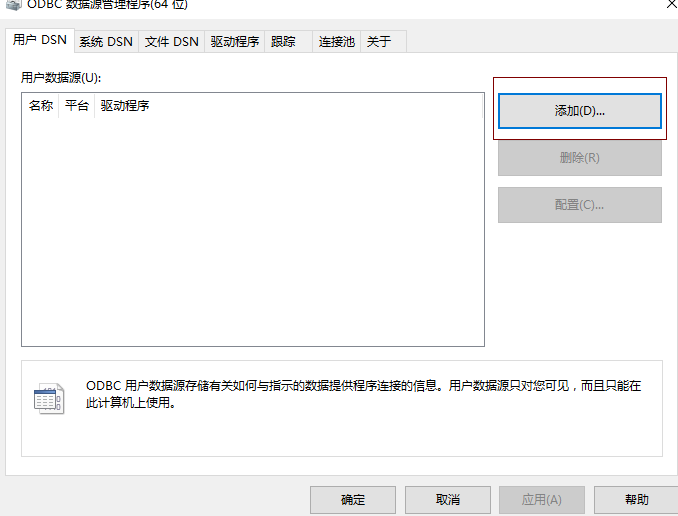 ODBC 数据源管理程序(64 位)
用户 DSN 系统 DSN 文件 DSN 驱动程序 跟踪 连接池 关于
用户数据源(U):
名称 平台 驱动程序
添加(D)...
删除(R)
配置(C)...
ODBC 用户数据源存储有关如何与指示的数据提供程序连接的信息。用户数据源只对您可见，而且只能在
此计算机上使用。
确定 取消 应用(A) 帮助